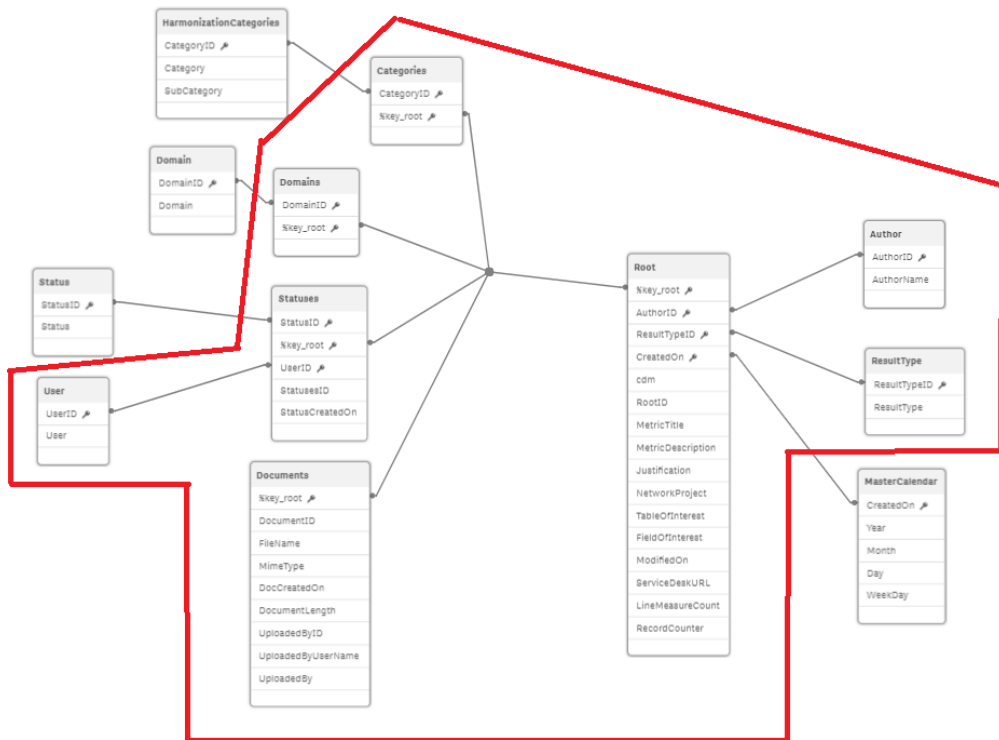 HarmonizationCategories
CategoryID
Category
SubCategory
Categories
CategoryID
%key_root
Domain
DomainID
Domain
Domains
DomainID
%key_root
Status
StatusID
Status
Statuses
StatusID
%key_root
UserID
StatusesID
StatusCreatedOn
User
UserID
User
Documents
%key_root
DocumentID
FileName
MimeType
DocCreatedOn
DocumentLength
UploadedByID
UploadedByUserName
UploadedBy
Root
%key_root
AuthorID
ResultTypeID
CreatedOn
cdm
RootID
MetricTitle
MetricDescription
Justification
NetworkProject
TableOfInterest
FieldOfInterest
ModifiedOn
ServiceDeskURL
LineMeasureCount
RecordCounter
Author
AuthorID
AuthorName
ResultType
ResultTypeID
ResultType
MasterCalendar
CreatedOn
Year
Month
Day
WeekDay